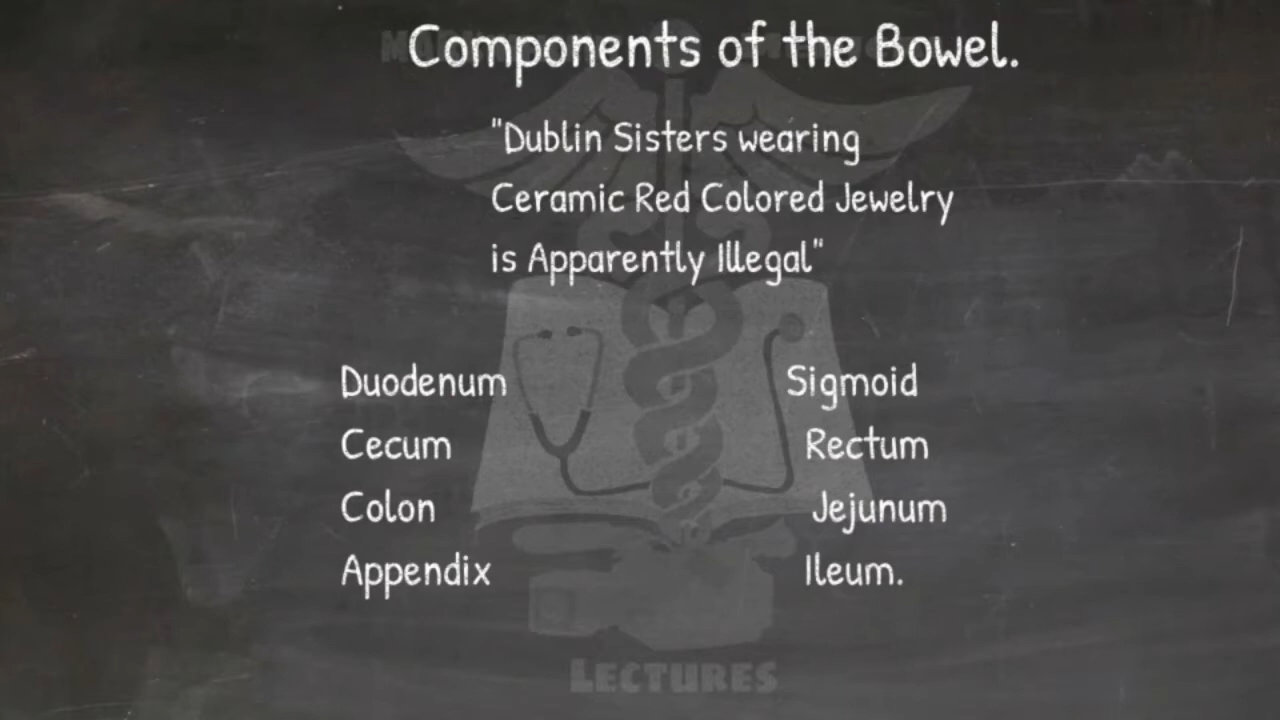 Components of the Bowel.
"Dublin Sisters wearing
Ceramic Red Colored Jewelry
is Apparently Illegal"
Duodenum Sigmoid
Cecum Rectum
Colon Jejunum
Appendix Ileum.
LECTURES